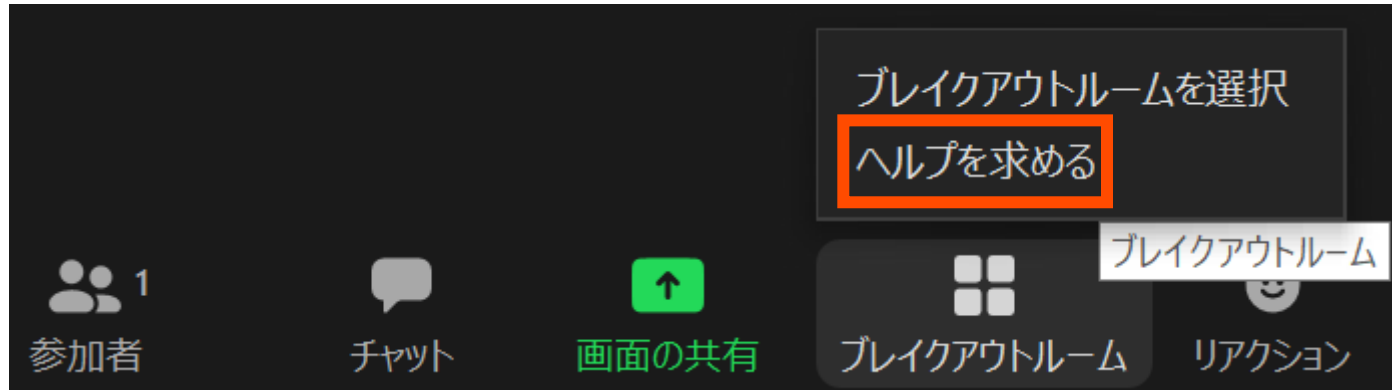 ブレイクアウトルームを選択
ヘルプを求める
ブレイクアウトルーム
1
参加者
チャット
画面の共有
ブレイクアウトルーム
リアクション